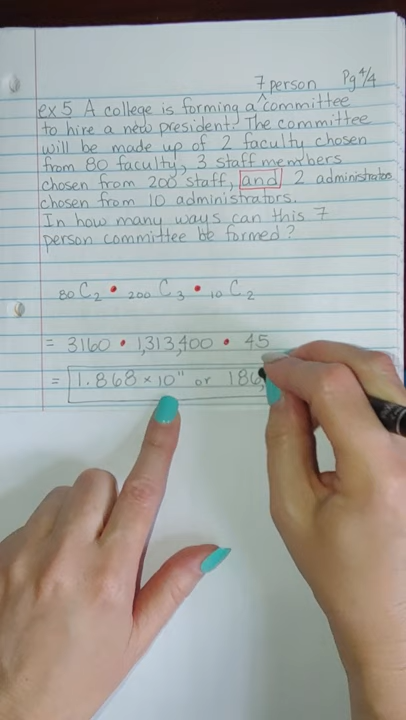 7 person Pg 4/4
ex 5 A college is forming a ^ committee
to hire a new president. The committee
will be made up of 2 faculty chosen
from 80 faculty, 3 staff members
chosen from 200 staff, and 2 administrators
chosen from 10 administrators.
In how many ways can this 7
person committee be formed?
₈₀C₂ • ₂₀₀C₃ • ₁₀C₂
= 3160 • 1,313,400 • 45
= 1.868 × 10¹¹ or 186,